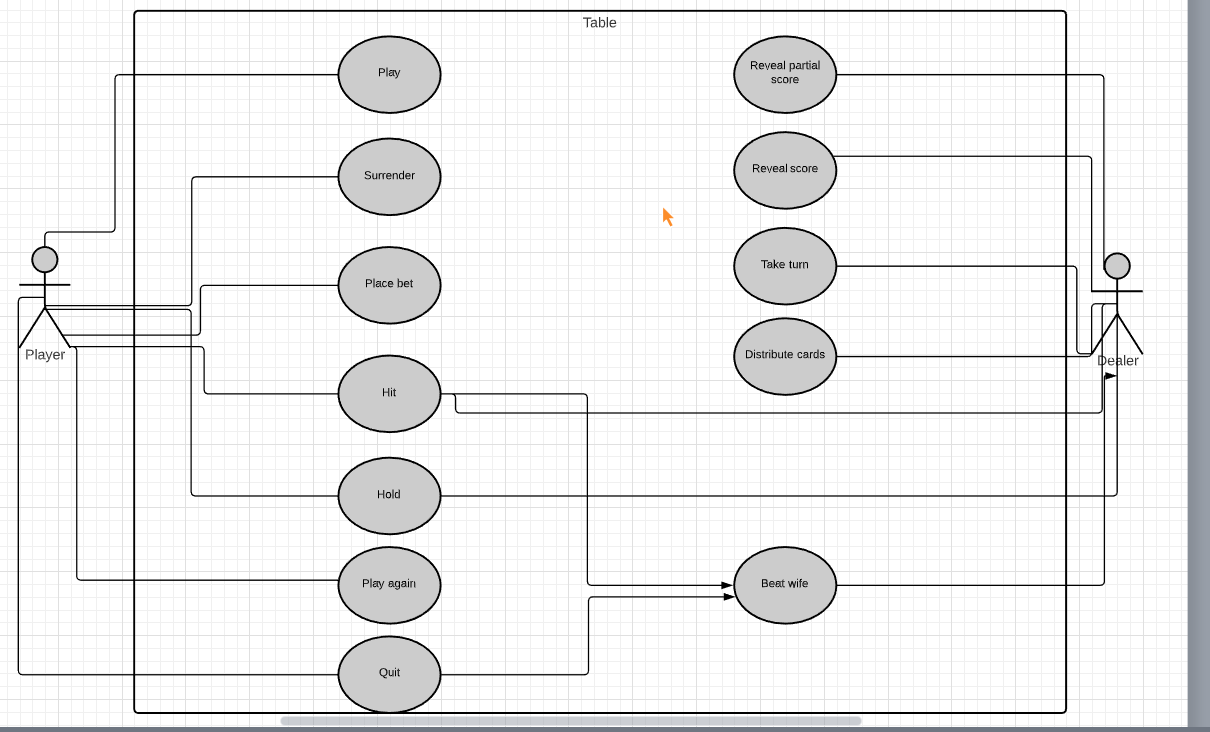 Table
Play
Reveal partial
score
Surrender
Reveal score
Place bet
Take turn
Player
Dealer
Distribute cards
Hit
Hold
Play again
Beat wife
Quit